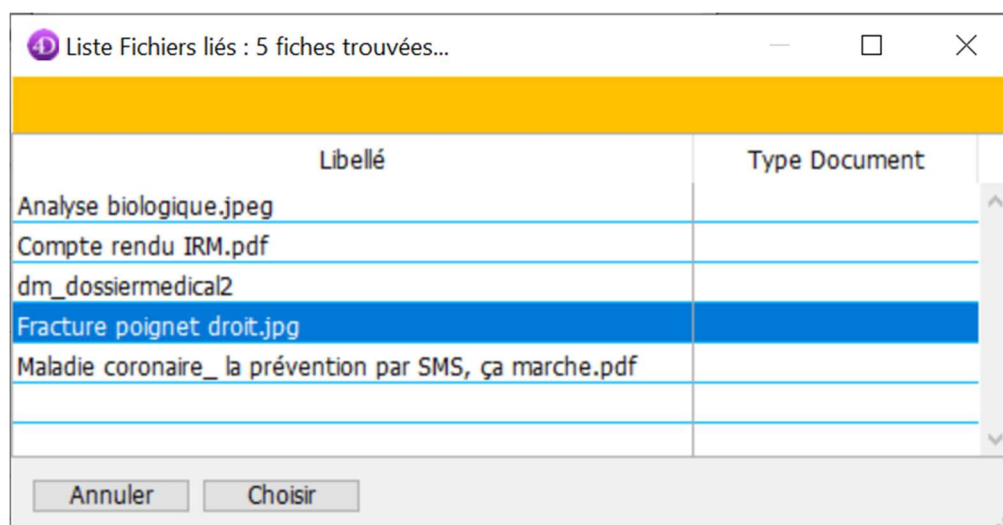 4D Liste Fichiers liés : 5 fiches trouvées...
Libellé Type Document
Analyse biologique.jpeg
Compte rendu IRM.pdf
dm_dossiermedical2
Fracture poignet droit.jpg
Maladie coronaire_ la prévention par SMS, ça marche.pdf
Annuler Choisir